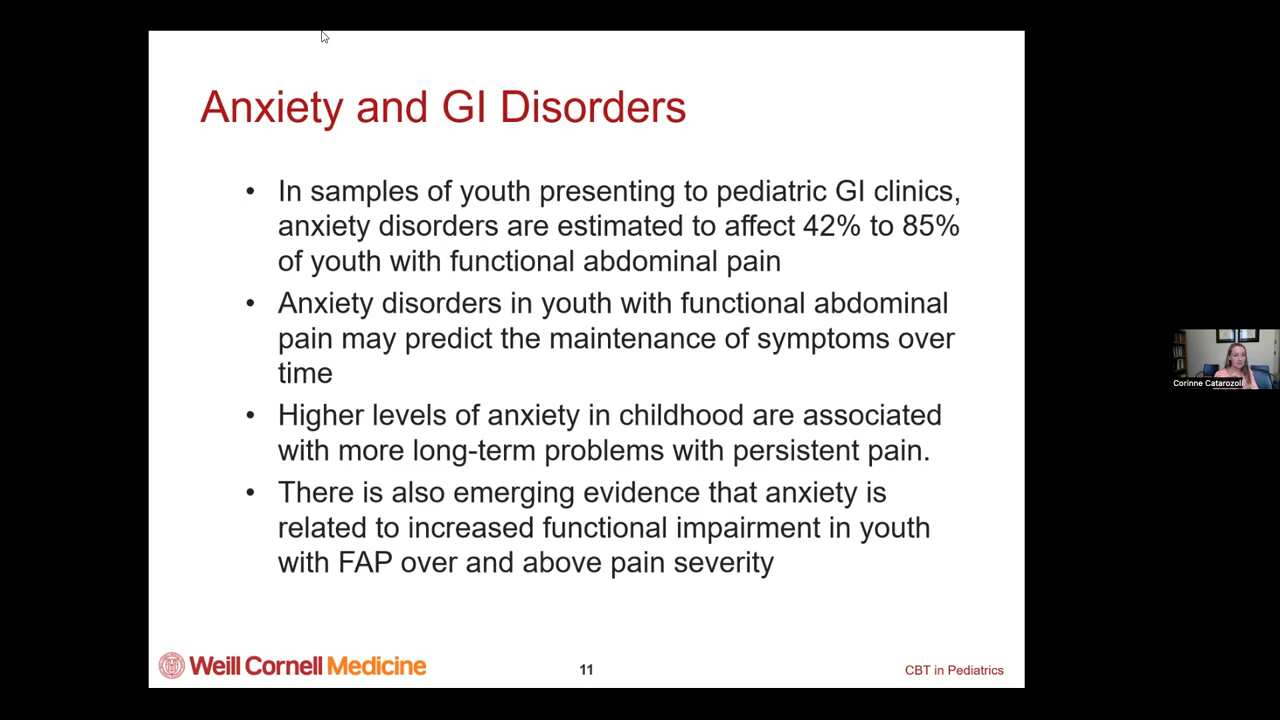 Anxiety and GI Disorders
• In samples of youth presenting to pediatric GI clinics,
anxiety disorders are estimated to affect 42% to 85%
of youth with functional abdominal pain
• Anxiety disorders in youth with functional abdominal
pain may predict the maintenance of symptoms over
time
• Higher levels of anxiety in childhood are associated
with more long-term problems with persistent pain.
• There is also emerging evidence that anxiety is
related to increased functional impairment in youth
with FAP over and above pain severity
Corinne Catarozoli
Weill Cornell Medicine
11
CBT in Pediatrics